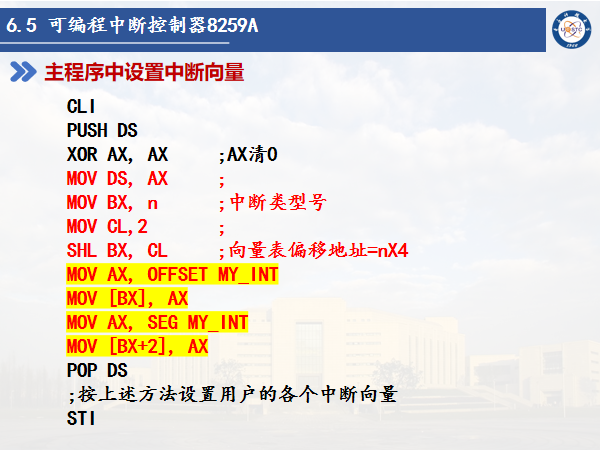 6.5 可编程中断控制器8259A
主程序中设置中断向量
CLI
PUSH DS
XOR AX, AX ;AX清0
MOV DS, AX ;
MOV BX, n ;中断类型号
MOV CL,2 ;
SHL BX, CL ;向量表偏移地址=nX4
MOV AX, OFFSET MY_INT
MOV [BX], AX
MOV AX, SEG MY_INT
MOV [BX+2], AX
POP DS
;按上述方法设置用户的各个中断向量
STI